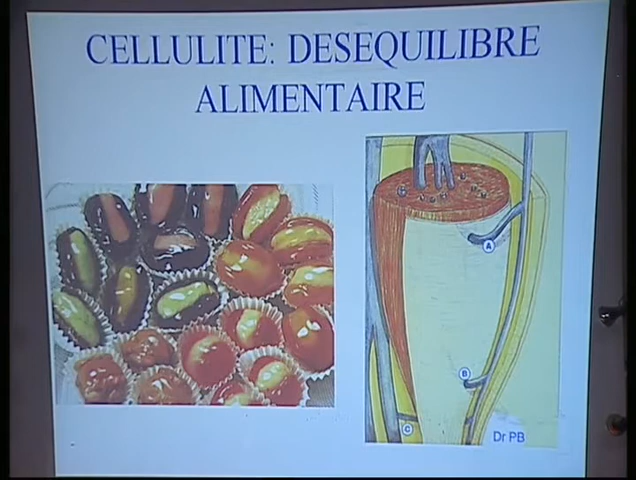 CELLULITE: DESEQUILIBRE
ALIMENTAIRE
A
B
C
Dr PB